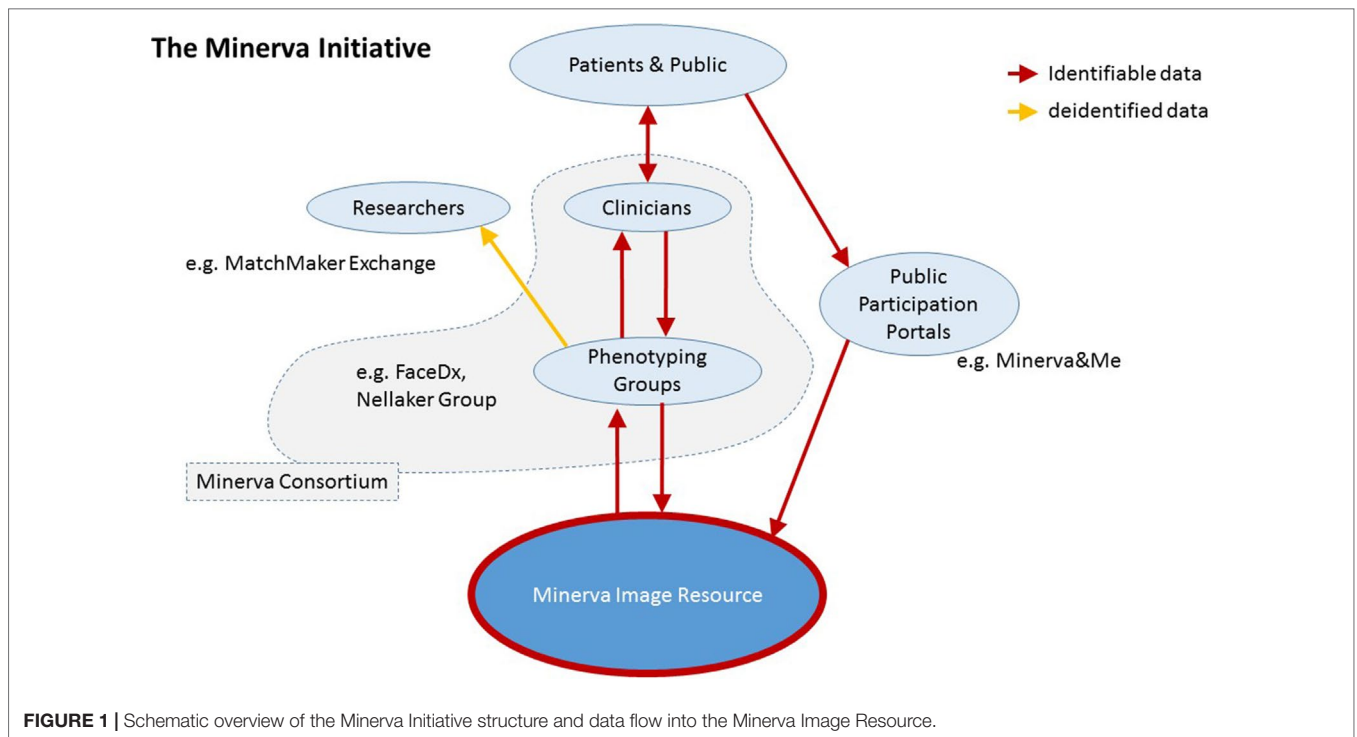 The Minerva Initiative
Patients & Public
Identifiable data
deidentified data
Researchers
Clinicians
e.g. MatchMaker Exchange
Public
Participation
Portals
e.g. Minerva&Me
Phenotyping
Groups
e.g. FaceDx,
Nellaker Group
Minerva Consortium
Minerva Image Resource
FIGURE 1 | Schematic overview of the Minerva Initiative structure and data flow into the Minerva Image Resource.